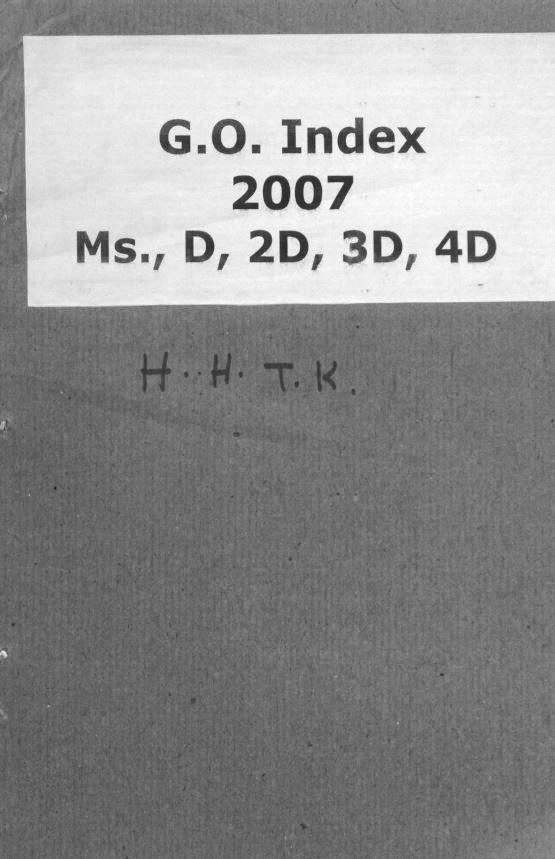 G.O. Index
2007
Ms., D, 2D, 3D, 4D
H.. H. T. K.